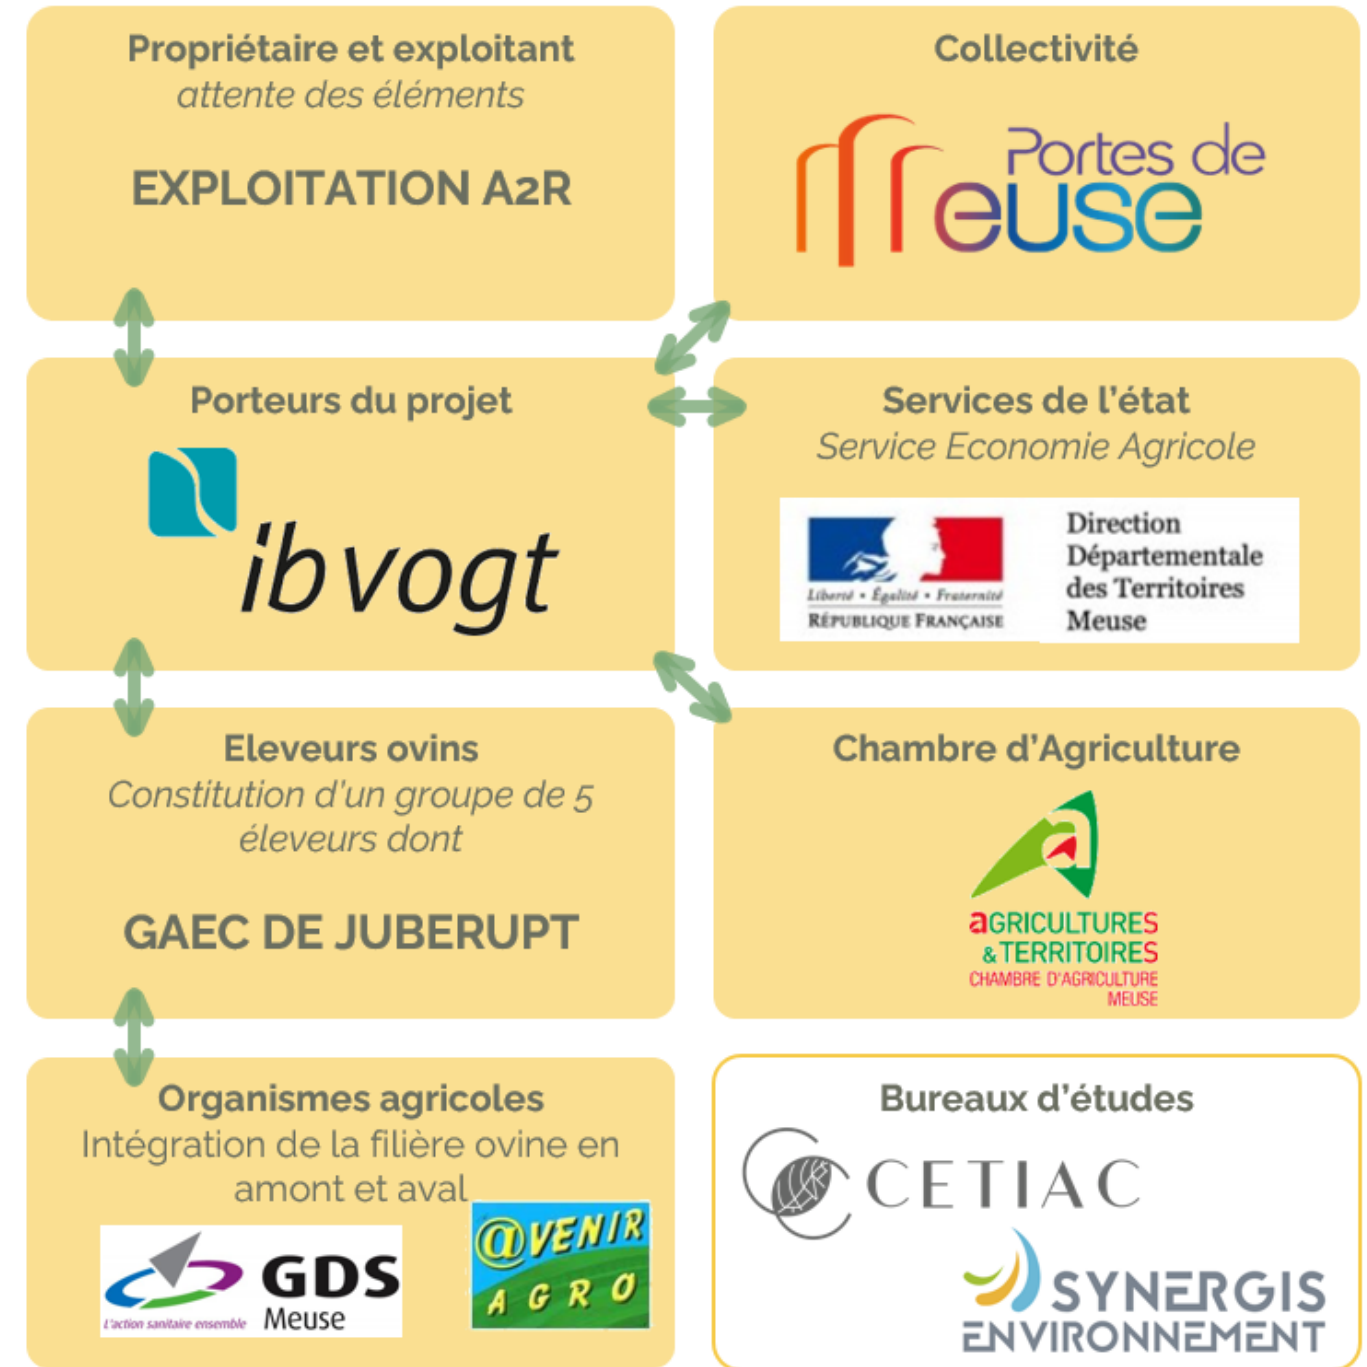 Propriétaire et exploitant
attente des éléments
EXPLOITATION A2R
Collectivité
Portes de
Meuse
Porteurs du projet
ib vogt
Services de l'état
Service Economie Agricole
Liberté • Égalité • Fraternité
RÉPUBLIQUE FRANÇAISE
Direction
Départementale
des Territoires
Meuse
Eleveurs ovins
Constitution d'un groupe de 5
éleveurs dont
GAEC DE JUBERUPT
Chambre d'Agriculture
aGRICULTURES
& TERRITOIRES
CHAMBRE D'AGRICULTURE
MEUSE
Organismes agricoles
Intégration de la filière ovine en
amont et aval
GDS
Meuse
L'action sanitaire ensemble
@VENIR
AGRO
Bureaux d'études
CETIAC
SYNERGIS
ENVIRONNEMENT